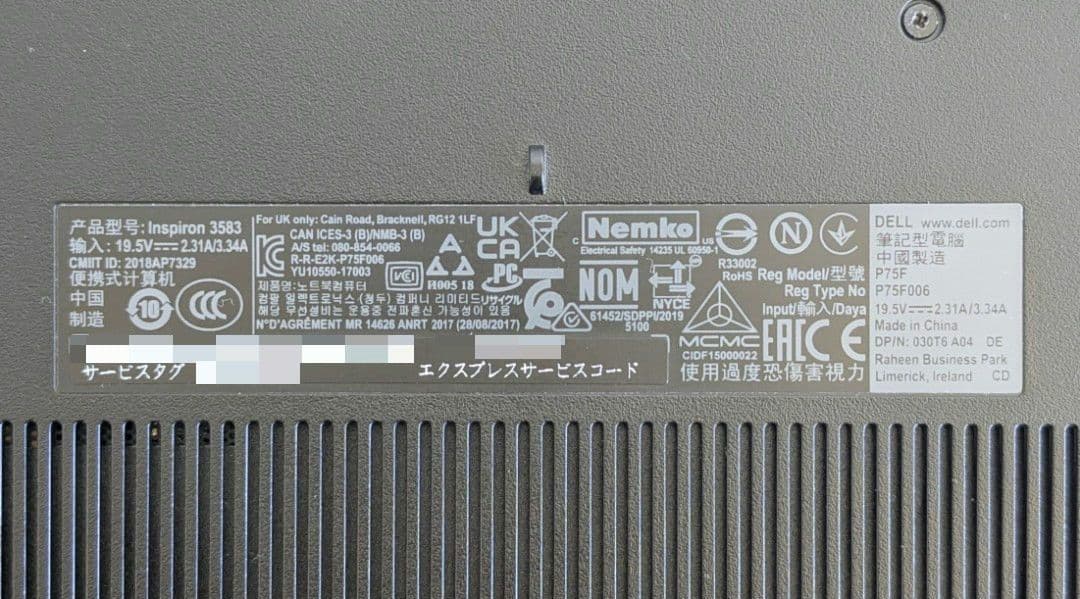 产品型号: Inspiron 3583
输入: 19.5V⎓2.31A/3.34A
CMIIT ID: 2018AP7329
便携式计算机
中国
制造
10
CCC
For UK only: Cain Road, Bracknell, RG12 1LF
CAN ICES-3 (B)/NMB-3 (B)
A/S tel: 080-854-0066
R-R-E2K-P75F006
YU10550-17003
제품명:노트북컴퓨터
컴팔 일렉트로닉스 (청두) 컴퍼니 리미티드
해당 무선설비는 운용중 전파혼신 가능성이 있음
N°D'AGRÉMENT MR 14626 ANRT 2017 (28/08/2017)
VCI
И005 18
UK
CA
PC
リサイクル
C Nemko US
Electrical Safety 14235 UL 60950-1
NOM
NYCE
61452/SDPPI/2019
5100
R33002
RoHS
N
Reg Model/型號
Reg Type No
Input/輸入/Daya
MCMC
CIDF15000022
EAC CE
使用過度恐傷害視力
DELL www.dell.com
筆記型電腦
中國製造
P75F
P75F006
19.5V⎓2.31A/3.34A
Made in China
DP/N: 030T6 A04 DE
Raheen Business Park
Limerick, Ireland CD
サービスタグ
エクスプレスサービスコード